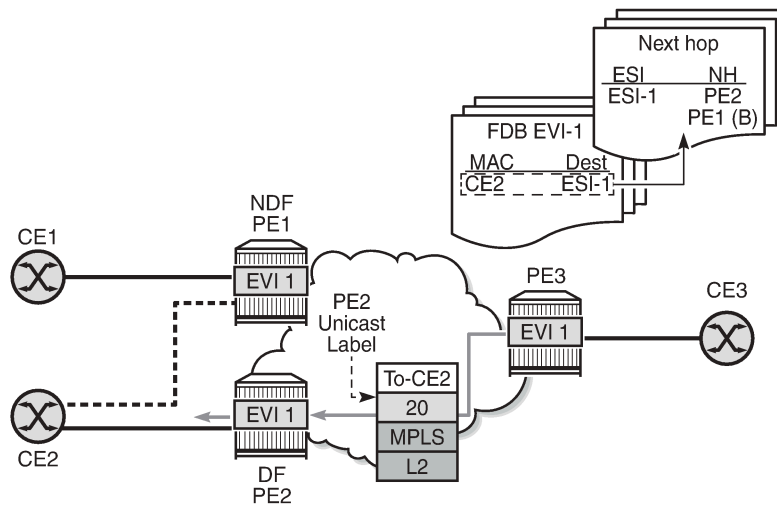 Next hop
ESI NH
ESI-1 PE2
PE1 (B)
FDB EVI-1
MAC Dest
CE2 ESI-1
NDF
PE1
CE1
EVI 1
PE3
CE3
EVI 1
PE2
Unicast
Label
To-CE2
20
MPLS
L2
EVI 1
CE2
DF
PE2